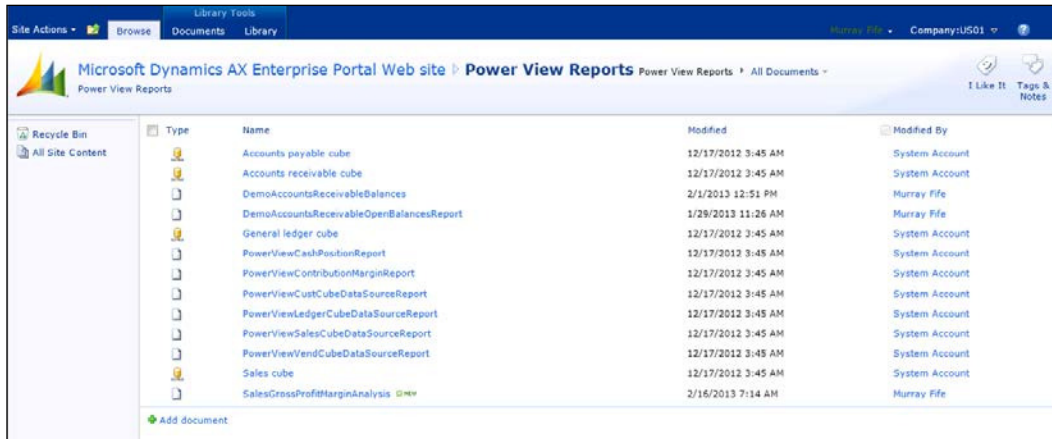 Library Tools
Site Actions Browse Documents Library Murray Fife Company:US01
Microsoft Dynamics AX Enterprise Portal Web site Power View Reports Power View Reports All Documents
Power View Reports
I Like It Tags & Notes
Recycle Bin
All Site Content
Type Name Modified Modified By
Accounts payable cube 12/17/2012 3:45 AM System Account
Accounts receivable cube 12/17/2012 3:45 AM System Account
DemoAccountsReceivableBalances 2/1/2013 12:51 PM Murray Fife
DemoAccountsReceivableOpenBalancesReport 1/29/2013 11:26 AM Murray Fife
General ledger cube 12/17/2012 3:45 AM System Account
PowerViewCashPositionReport 12/17/2012 3:45 AM System Account
PowerViewContributionMarginReport 12/17/2012 3:45 AM System Account
PowerViewCustCubeDataSourceReport 12/17/2012 3:45 AM System Account
PowerViewLedgerCubeDataSourceReport 12/17/2012 3:45 AM System Account
PowerViewSalesCubeDataSourceReport 12/17/2012 3:45 AM System Account
PowerViewVendCubeDataSourceReport 12/17/2012 3:45 AM System Account
Sales cube 12/17/2012 3:45 AM System Account
SalesGrossProfitMarginAnalysis NEW 2/16/2013 7:14 AM Murray Fife
Add document